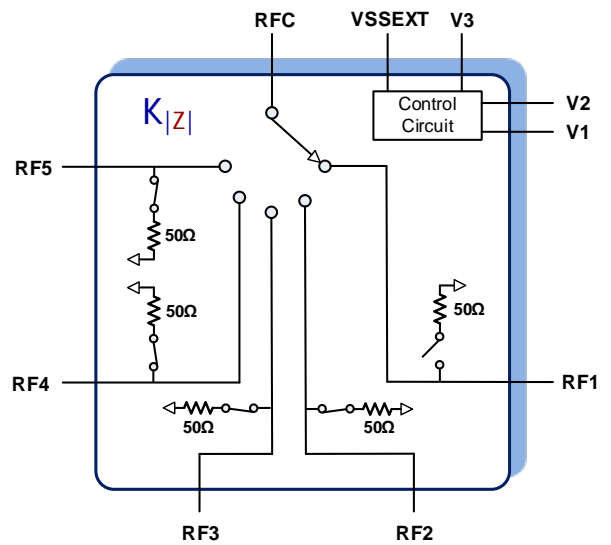 RFC
VSSEXT
V3
K|Z|
Control
Circuit
V2
V1
RF5
50Ω
50Ω
50Ω
RF4
RF1
50Ω
50Ω
RF3
RF2